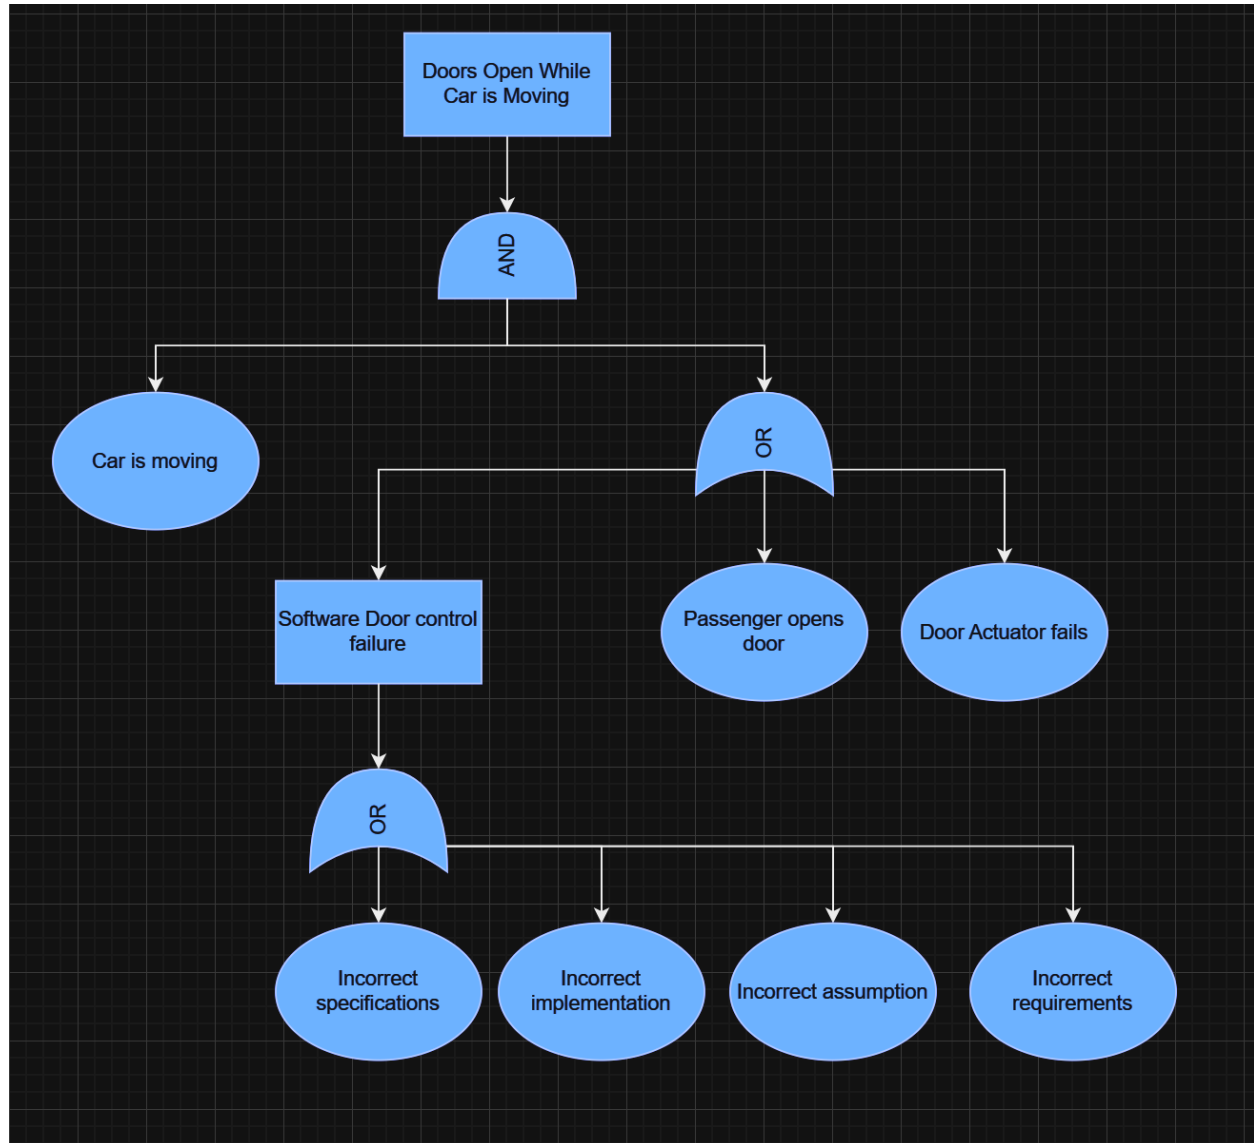 Doors Open While
Car is Moving
AND
Car is moving
OR
Software Door control
failure
Passenger opens
door
Door Actuator fails
OR
Incorrect
specifications
Incorrect
implementation
Incorrect assumption
Incorrect
requirements